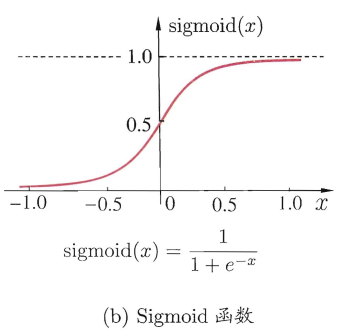 sigmoid(x)
1.0
0.5
-1.0 -0.5 0 0.5 1.0 x
sigmoid(x) = 1 / (1 + e^{-x})
(b) Sigmoid 函数